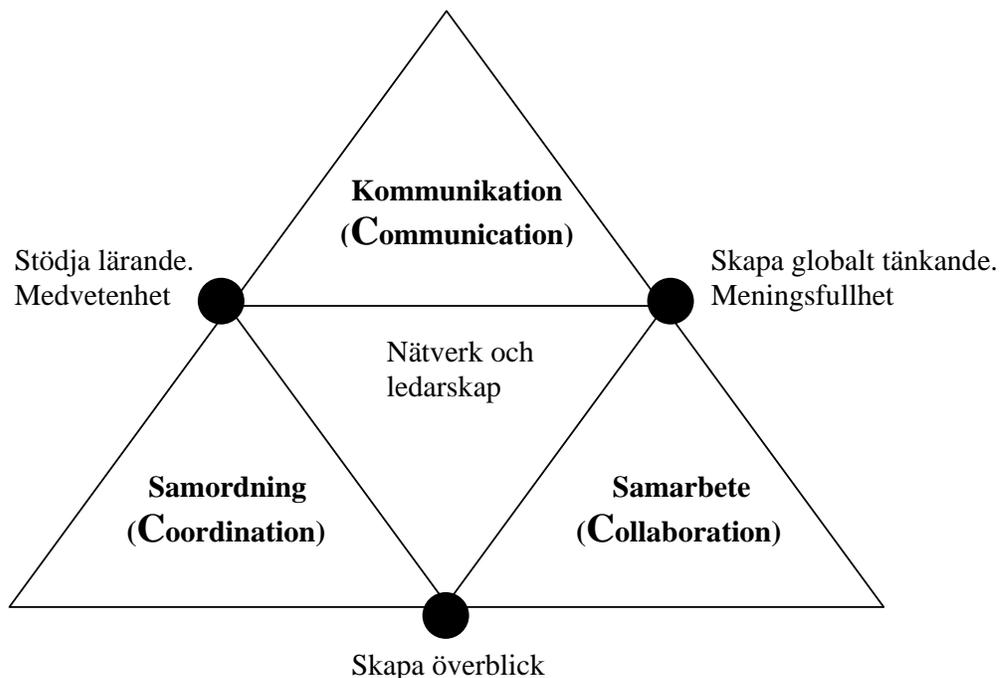 Kommunikation
(Communication)
Stödja lärande.
Medvetenhet
Skapa globalt tänkande.
Meningsfullhet
Nätverk och
ledarskap
Samordning
(Coordination)
Samarbete
(Collaboration)
Skapa överblick